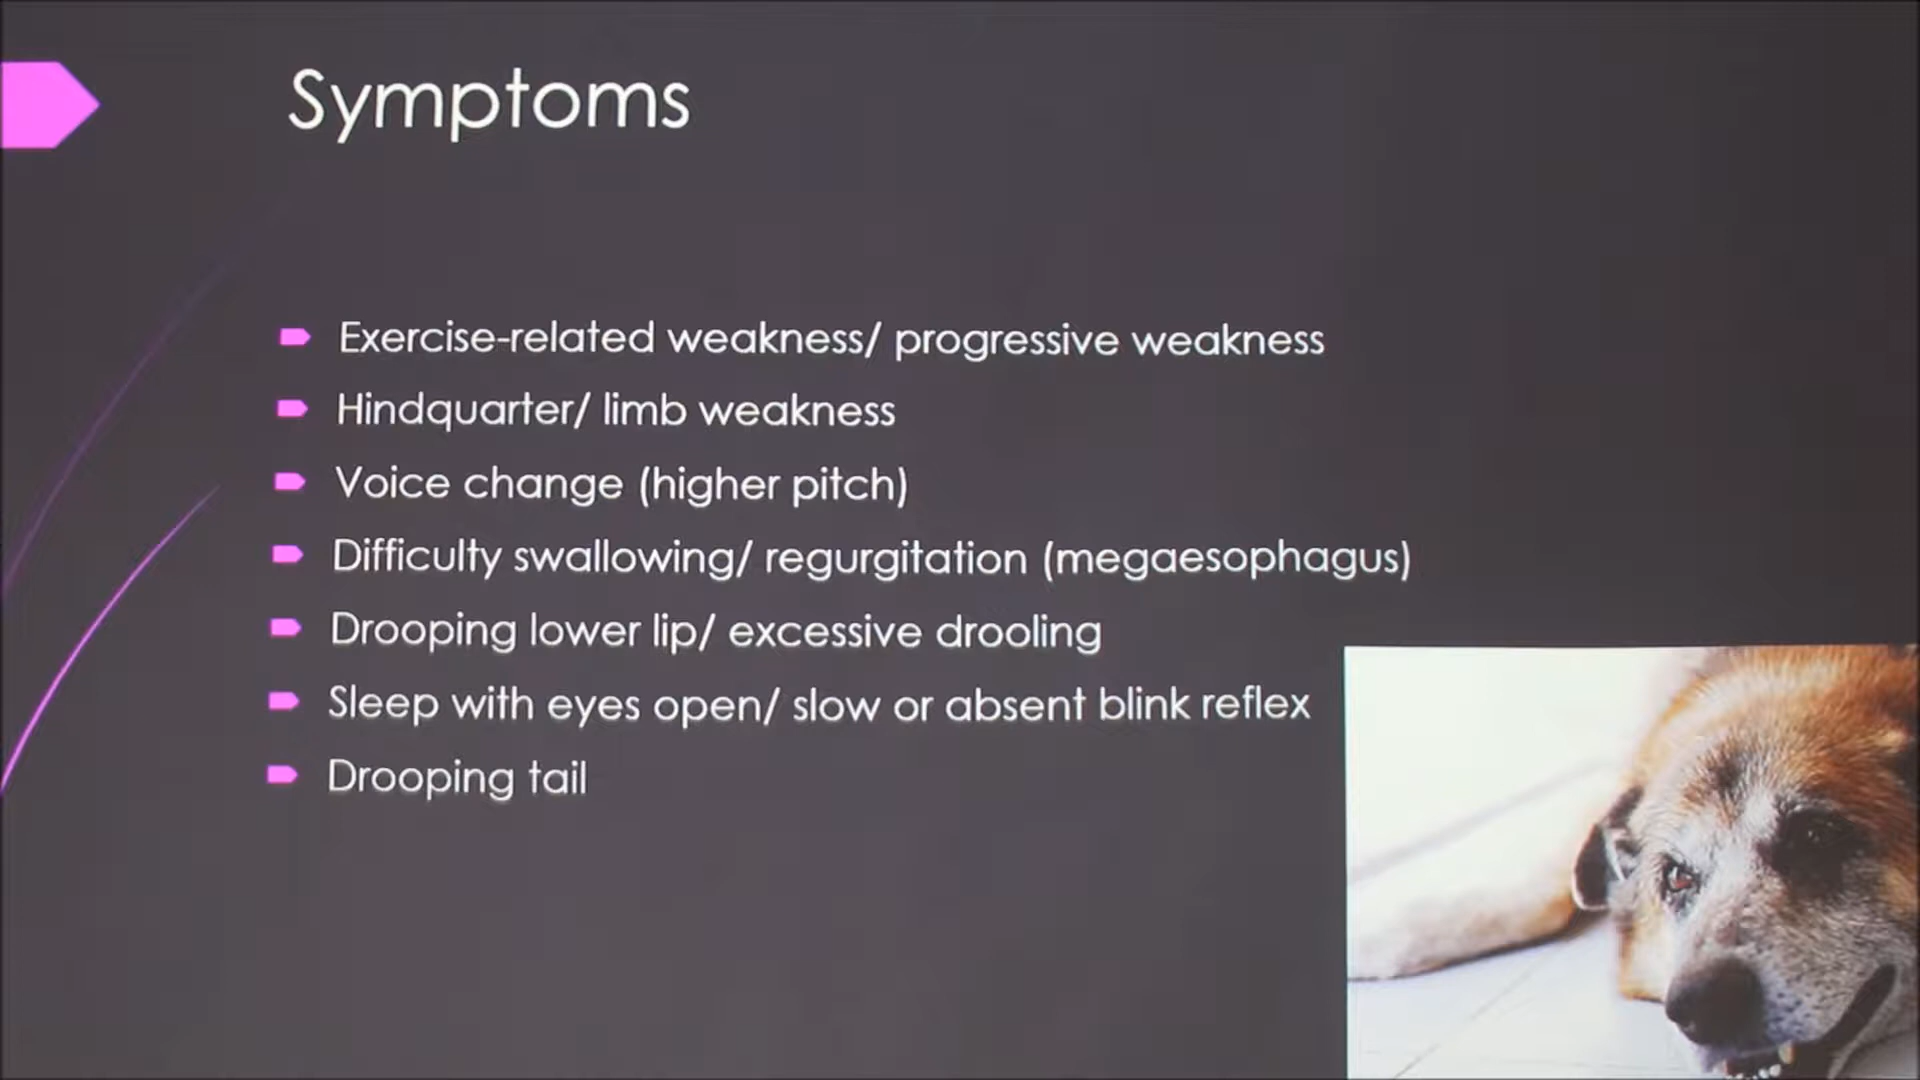 Symptoms
Exercise-related weakness/ progressive weakness
Hindquarter/ limb weakness
Voice change (higher pitch)
Difficulty swallowing/ regurgitation (megaesophagus)
Drooping lower lip/ excessive drooling
Sleep with eyes open/ slow or absent blink reflex
Drooping tail